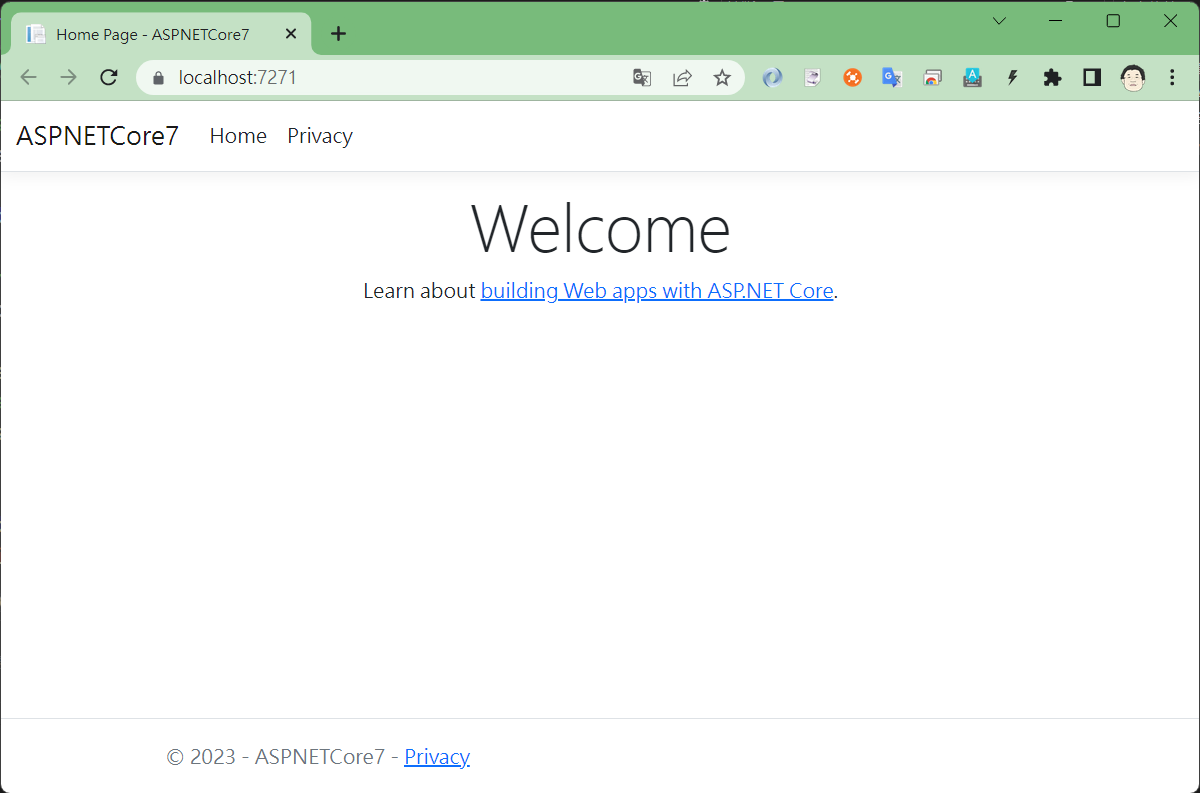 Home Page - ASPNETCore7
localhost:7271
ASPNETCore7 Home Privacy
Welcome
Learn about building Web apps with ASP.NET Core.
© 2023 - ASPNETCore7 - Privacy